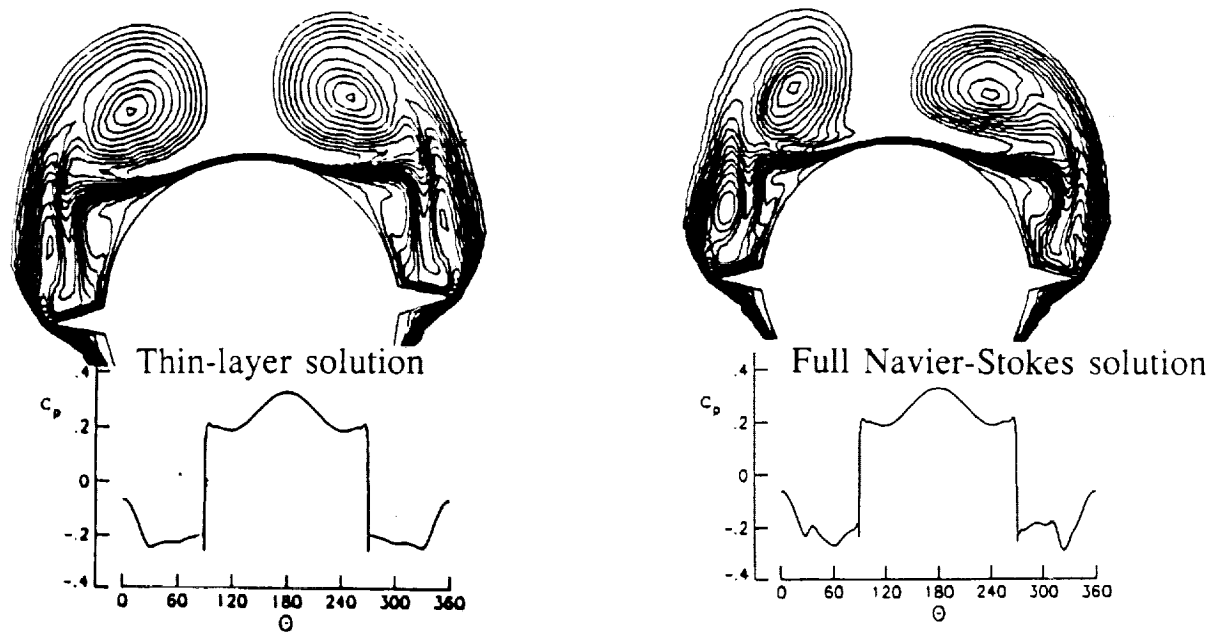 Thin-layer solution
Full Navier-Stokes solution
.4
C_p
.2
0
-.2
-.4
0 60 120 180 240 300 360
Θ
.4
C_p
.2
0
-.2
-.4
0 60 120 180 240 300 360
Θ